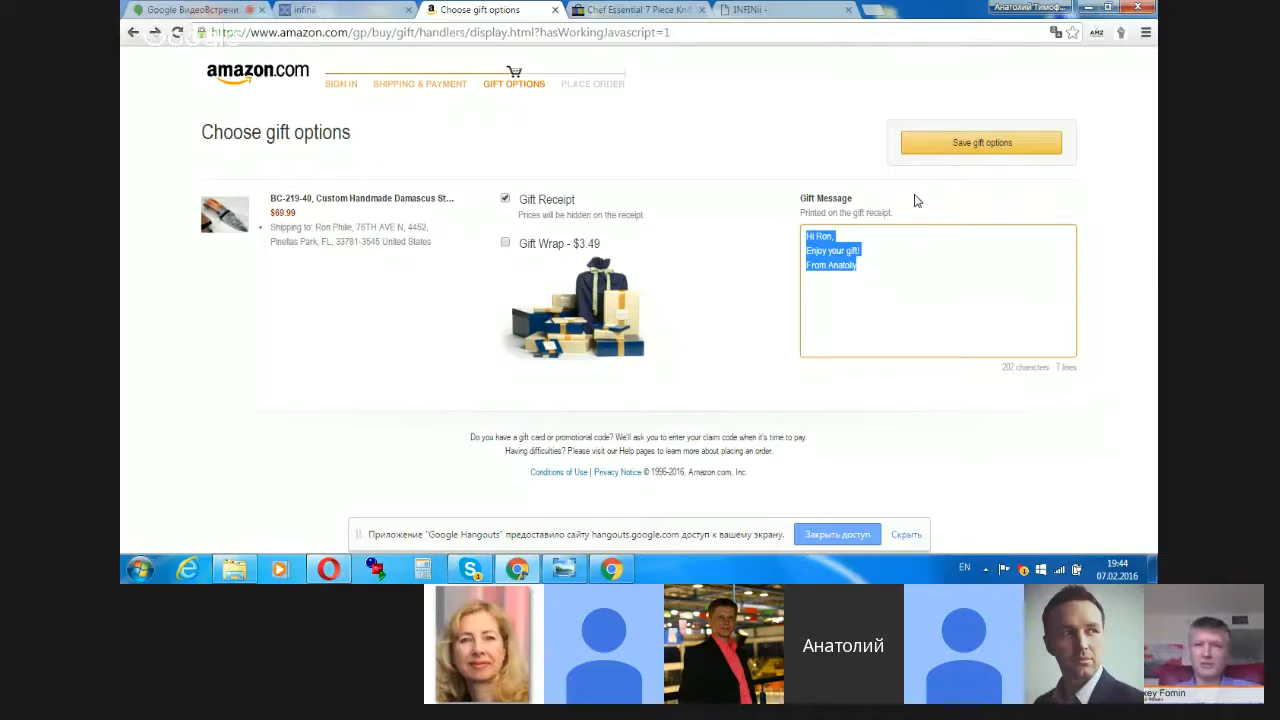 Google ВидеоВстречи
infinii
Choose gift options
Chef Essential 7 Piece Kni
INFINii -
Анатолий Тимоф...
https://www.amazon.com/gp/buy/gift/handlers/display.html?hasWorkingJavascript=1
Google
amazon.com
SIGN IN SHIPPING & PAYMENT GIFT OPTIONS PLACE ORDER
Choose gift options
Save gift options
BC-219-40, Custom Handmade Damascus St...
$69.99
Shipping to: Ron Philie, 76TH AVE N, 4452,
Pinellas Park, FL, 33781-3545 United States
Gift Receipt
Prices will be hidden on the receipt.
Gift Wrap - $3.49
Gift Message
Printed on the gift receipt.
Hi Ron,
Enjoy your gift!
From Anatoliy
202 characters 7 lines
Do you have a gift card or promotional code? We'll ask you to enter your claim code when it's time to pay.
Having difficulties? Please visit our Help pages to learn more about placing an order.
Conditions of Use | Privacy Notice © 1996-2016, Amazon.com, Inc.
Приложение "Google Hangouts" предоставило сайту hangouts.google.com доступ к вашему экрану.
Закрыть доступ
Скрыть
EN
19:44
07.02.2016
Анатолий
xey Fomin